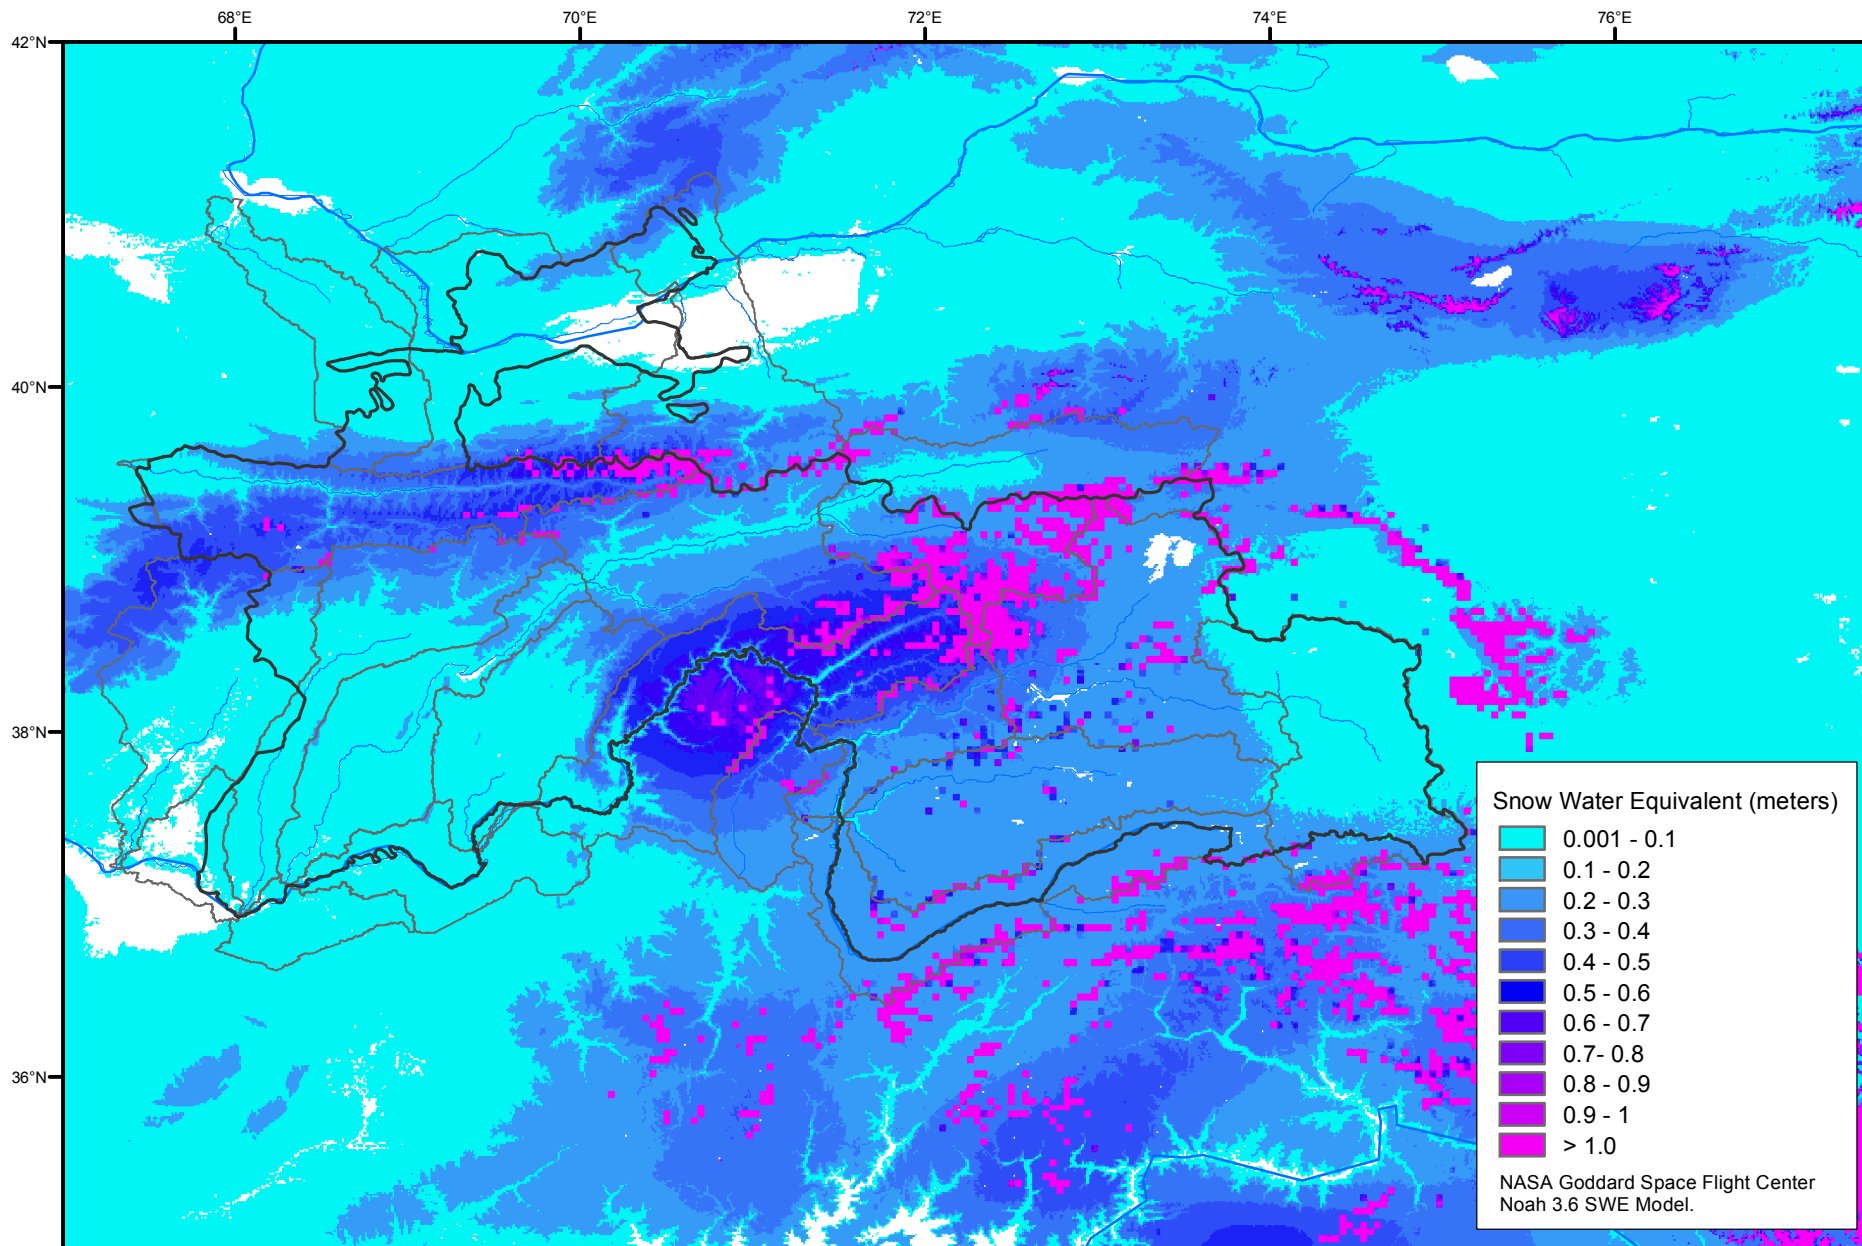 68°E 70°E 72°E 74°E 76°E
42°N
40°N
38°N
36°N
Snow Water Equivalent (meters)
0.001 - 0.1
0.1 - 0.2
0.2 - 0.3
0.3 - 0.4
0.4 - 0.5
0.5 - 0.6
0.6 - 0.7
0.7- 0.8
0.8 - 0.9
0.9 - 1
> 1.0
NASA Goddard Space Flight Center
Noah 3.6 SWE Model.